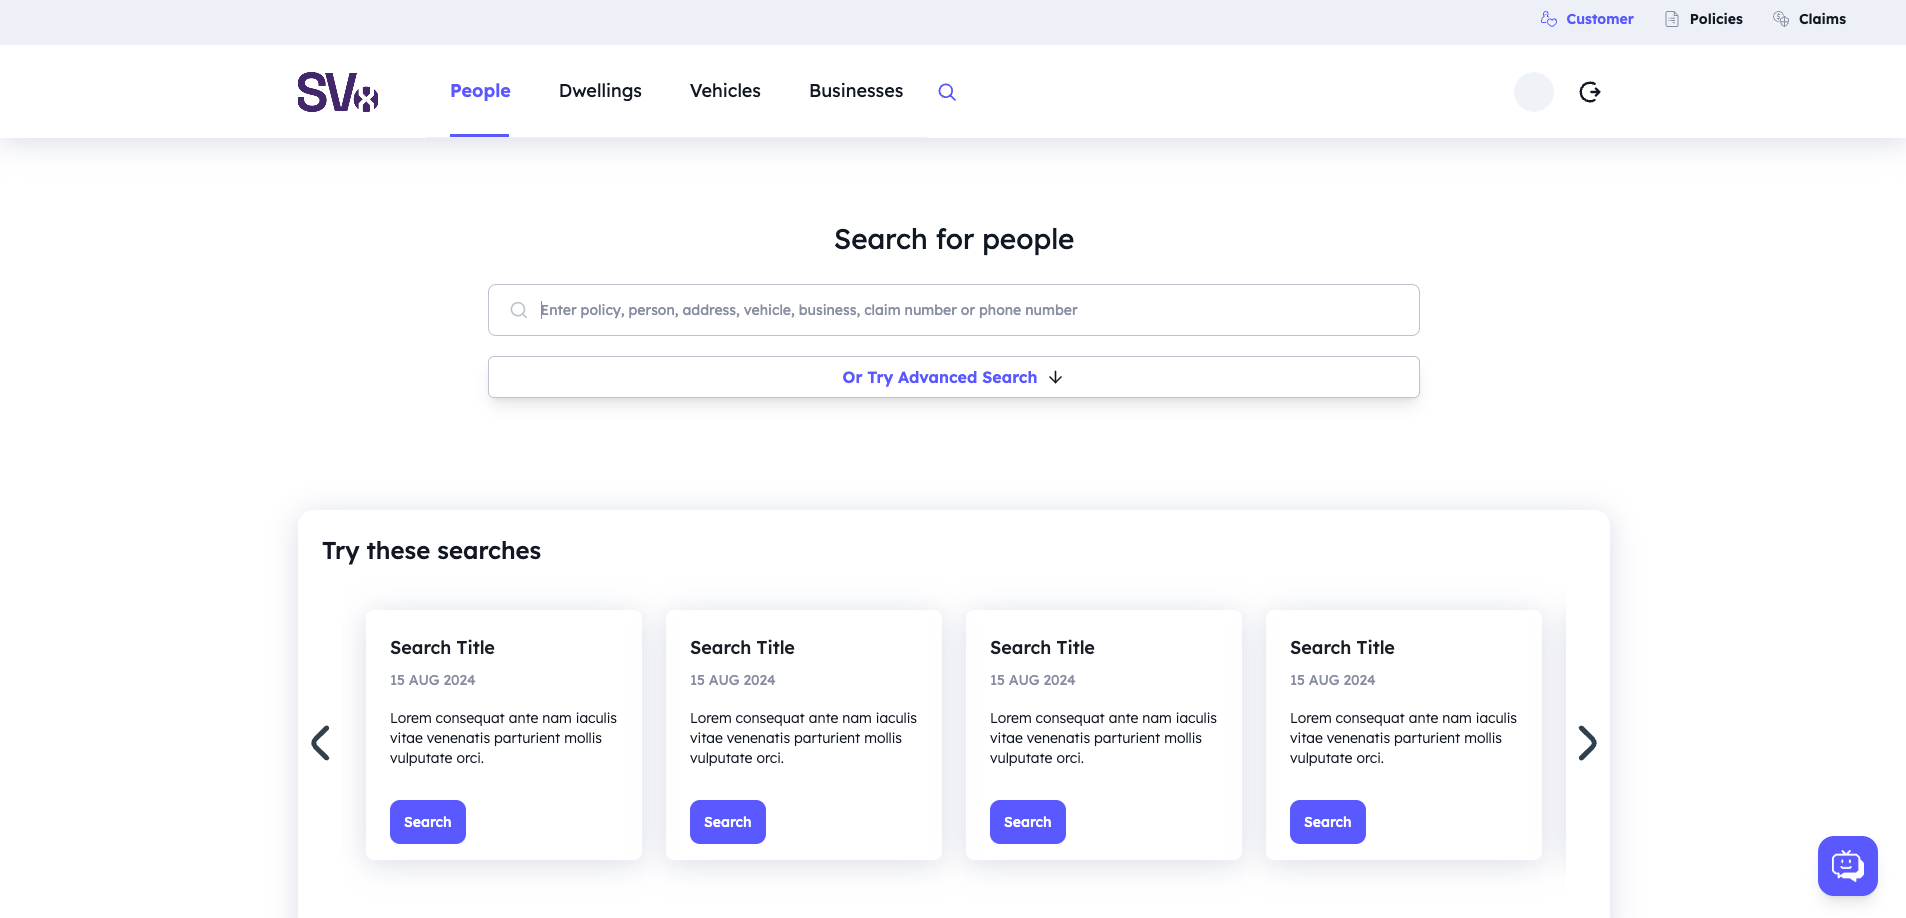 Customer
Policies
Claims
SV8
People
Dwellings
Vehicles
Businesses
Search for people
Enter policy, person, address, vehicle, business, claim number or phone number
Or Try Advanced Search
Try these searches
Search Title
15 AUG 2024
Lorem consequat ante nam iaculis
vitae venenatis parturient mollis
vulputate orci.
Search
Search Title
15 AUG 2024
Lorem consequat ante nam iaculis
vitae venenatis parturient mollis
vulputate orci.
Search
Search Title
15 AUG 2024
Lorem consequat ante nam iaculis
vitae venenatis parturient mollis
vulputate orci.
Search
Search Title
15 AUG 2024
Lorem consequat ante nam iaculis
vitae venenatis parturient mollis
vulputate orci.
Search